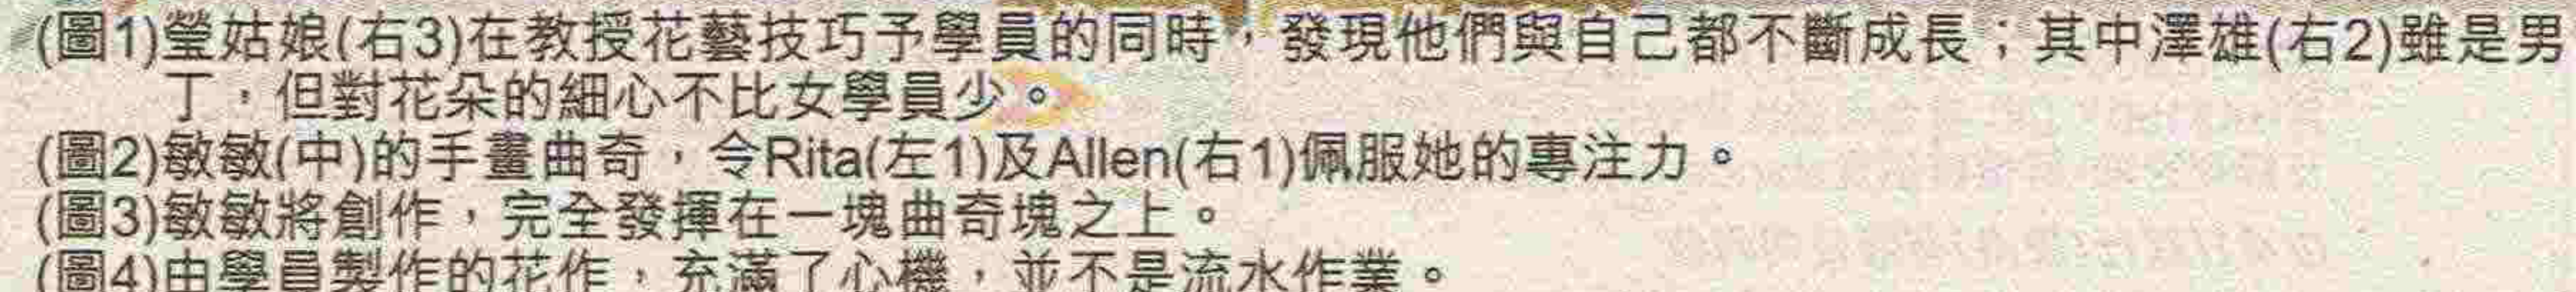 (圖1)瑩姑娘(右3)在教授花藝技巧予學員的同時，發現他們與自己都不斷成長；其中澤雄(右2)雖是男
丁，但對花朵的細心不比女學員少。
(圖2)敏敏(中)的手畫曲奇，令Rita(左1)及Allen(右1)佩服她的專注力。
(圖3)敏敏將創作，完全發揮在一塊曲奇塊之上。
(圖4)由學員製作的花作，充滿了心機，並不是流水作業。